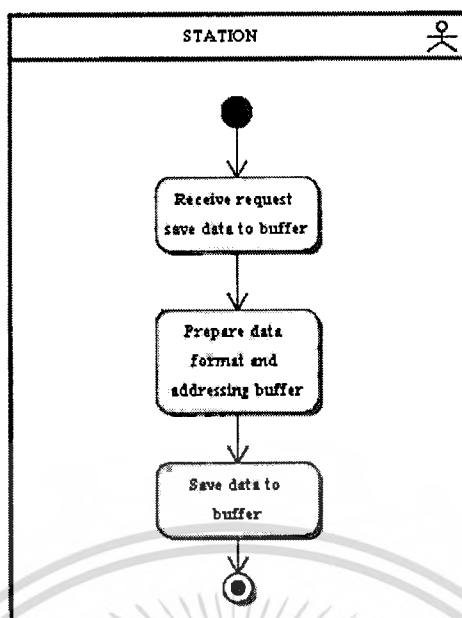 STATION
Receive request
save data to buffer
Prepare data
format and
addressing buffer
Save data to
buffer